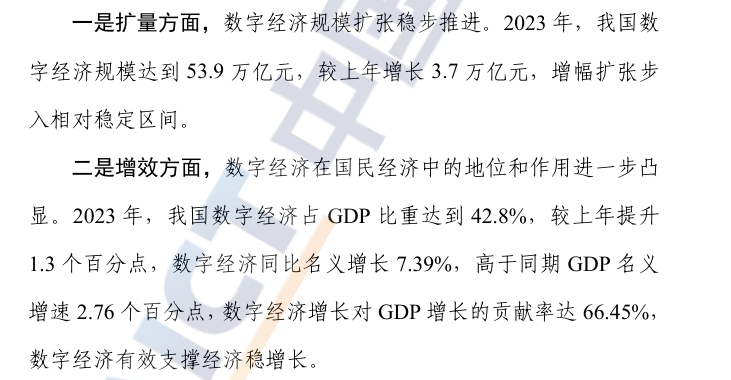 一是扩量方面，数字经济规模扩张稳步推进。2023 年，我国数
字经济规模达到 53.9 万亿元，较上年增长 3.7 万亿元，增幅扩张步
入相对稳定区间。
二是增效方面，数字经济在国民经济中的地位和作用进一步凸
显。2023 年，我国数字经济占 GDP 比重达到 42.8%，较上年提升
1.3 个百分点，数字经济同比名义增长 7.39%，高于同期 GDP 名义
增速 2.76 个百分点，数字经济增长对 GDP 增长的贡献率达 66.45%，
数字经济有效支撑经济稳增长。